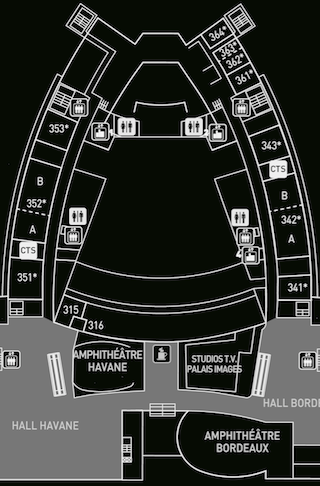 364*
363*
362*
361*
353*
343*
CTS
B
B
352*
342*
A
A
CTS
351*
341*
315
316
AMPHITHÉÂTRE
HAVANE
STUDIOS T.V.
PALAIS IMAGES
HALL BORD
HALL HAVANE
AMPHITHÉÂTRE
BORDEAUX